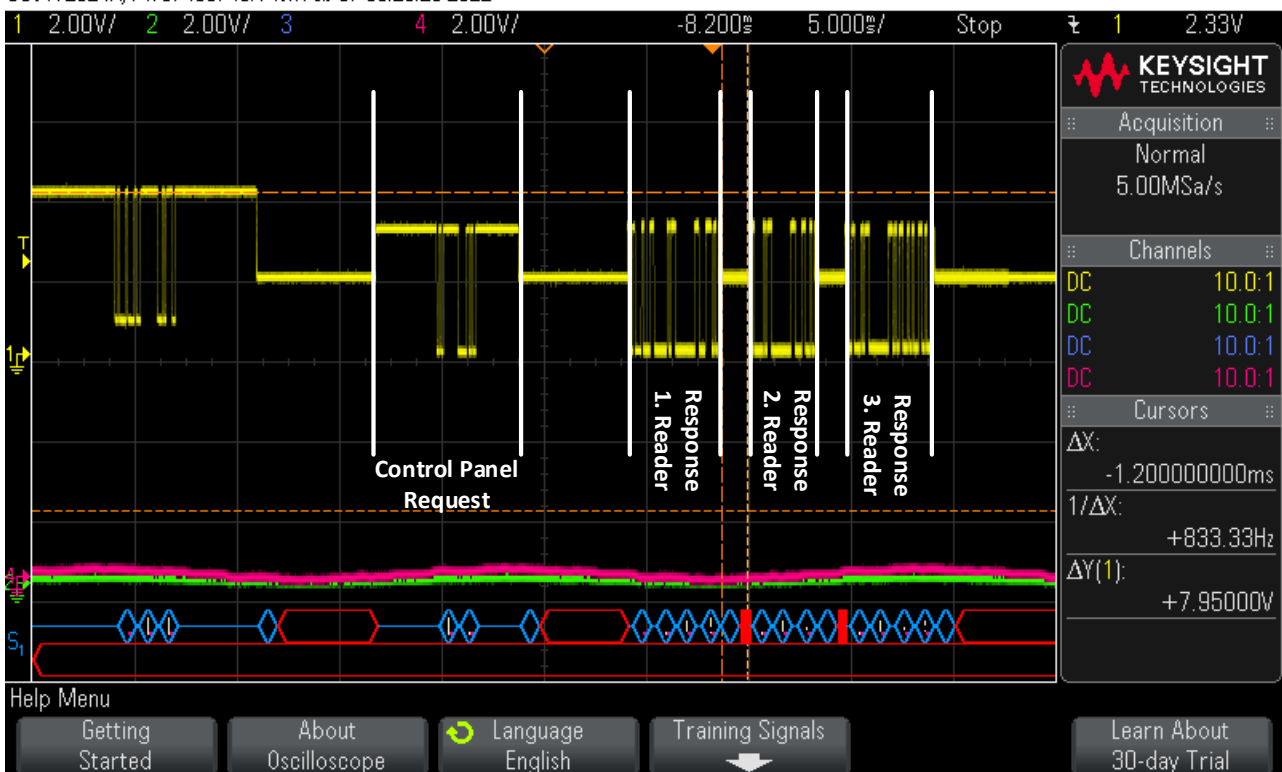 1 2.00V/ 2 2.00V/ 3 4 2.00V/ -8.200ms 5.000ms/ Stop 1 2.33V
KEYSIGHT
TECHNOLOGIES
Acquisition
Normal
5.00MSa/s
Channels
DC 10.0:1
DC 10.0:1
DC 10.0:1
DC 10.0:1
Cursors
ΔX:
-1.200000000ms
1/ΔX:
+833.33Hz
ΔY(1):
+7.95000V
T
1
Control Panel
Request
Response
1. Reader
Response
2. Reader
Response
3. Reader
S1
Help Menu
Getting
Started
About
Oscilloscope
Language
English
Training Signals
Learn About
30-day Trial